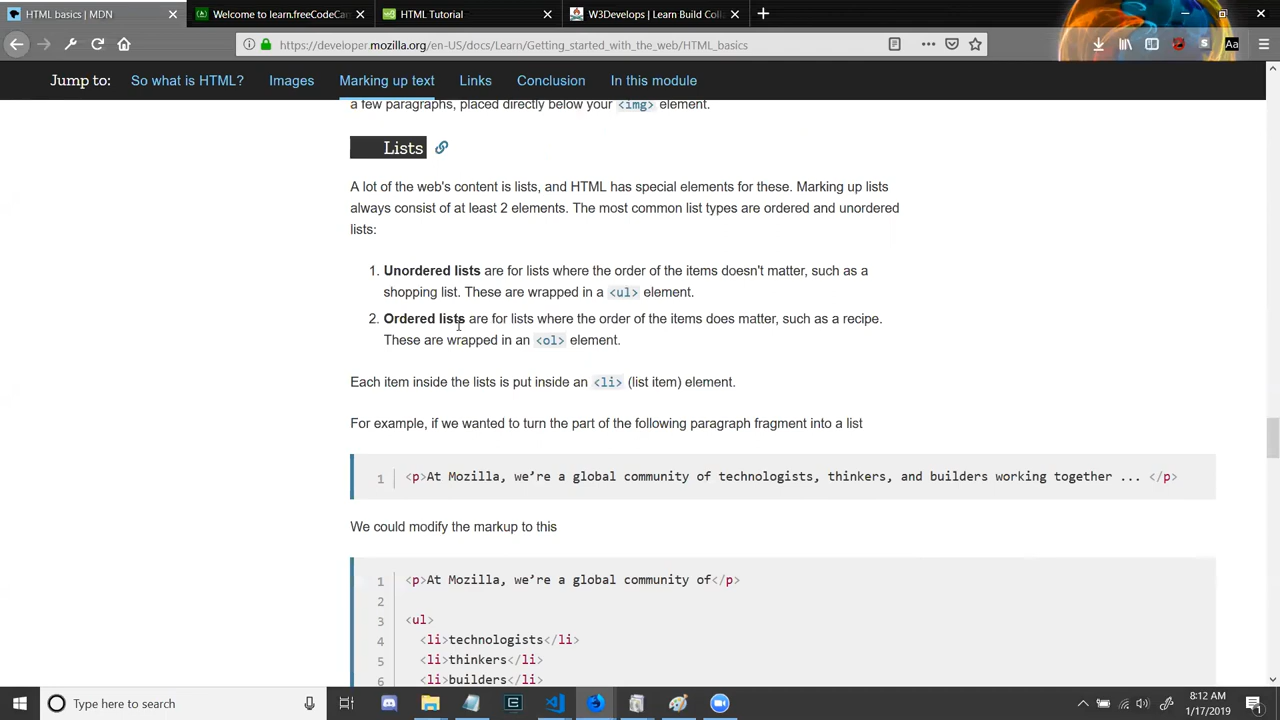 HTML basics | MDN
Welcome to learn.freeCodeCam
HTML Tutorial
W3Develops | Learn Build Colla
https://developer.mozilla.org/en-US/docs/Learn/Getting_started_with_the_web/HTML_basics
Jump to: So what is HTML? Images Marking up text Links Conclusion In this module
a few paragraphs, placed directly below your <img> element.
Lists
A lot of the web's content is lists, and HTML has special elements for these. Marking up lists
always consist of at least 2 elements. The most common list types are ordered and unordered
lists:
1. Unordered lists are for lists where the order of the items doesn't matter, such as a
shopping list. These are wrapped in a <ul> element.
2. Ordered lists are for lists where the order of the items does matter, such as a recipe.
These are wrapped in an <ol> element.
Each item inside the lists is put inside an <li> (list item) element.
For example, if we wanted to turn the part of the following paragraph fragment into a list
1 <p>At Mozilla, we’re a global community of technologists, thinkers, and builders working together ... </p>
We could modify the markup to this
1 <p>At Mozilla, we’re a global community of</p>
2
3 <ul>
4 <li>technologists</li>
5 <li>thinkers</li>
6 <li>builders</li>
Type here to search
8:12 AM
1/17/2019